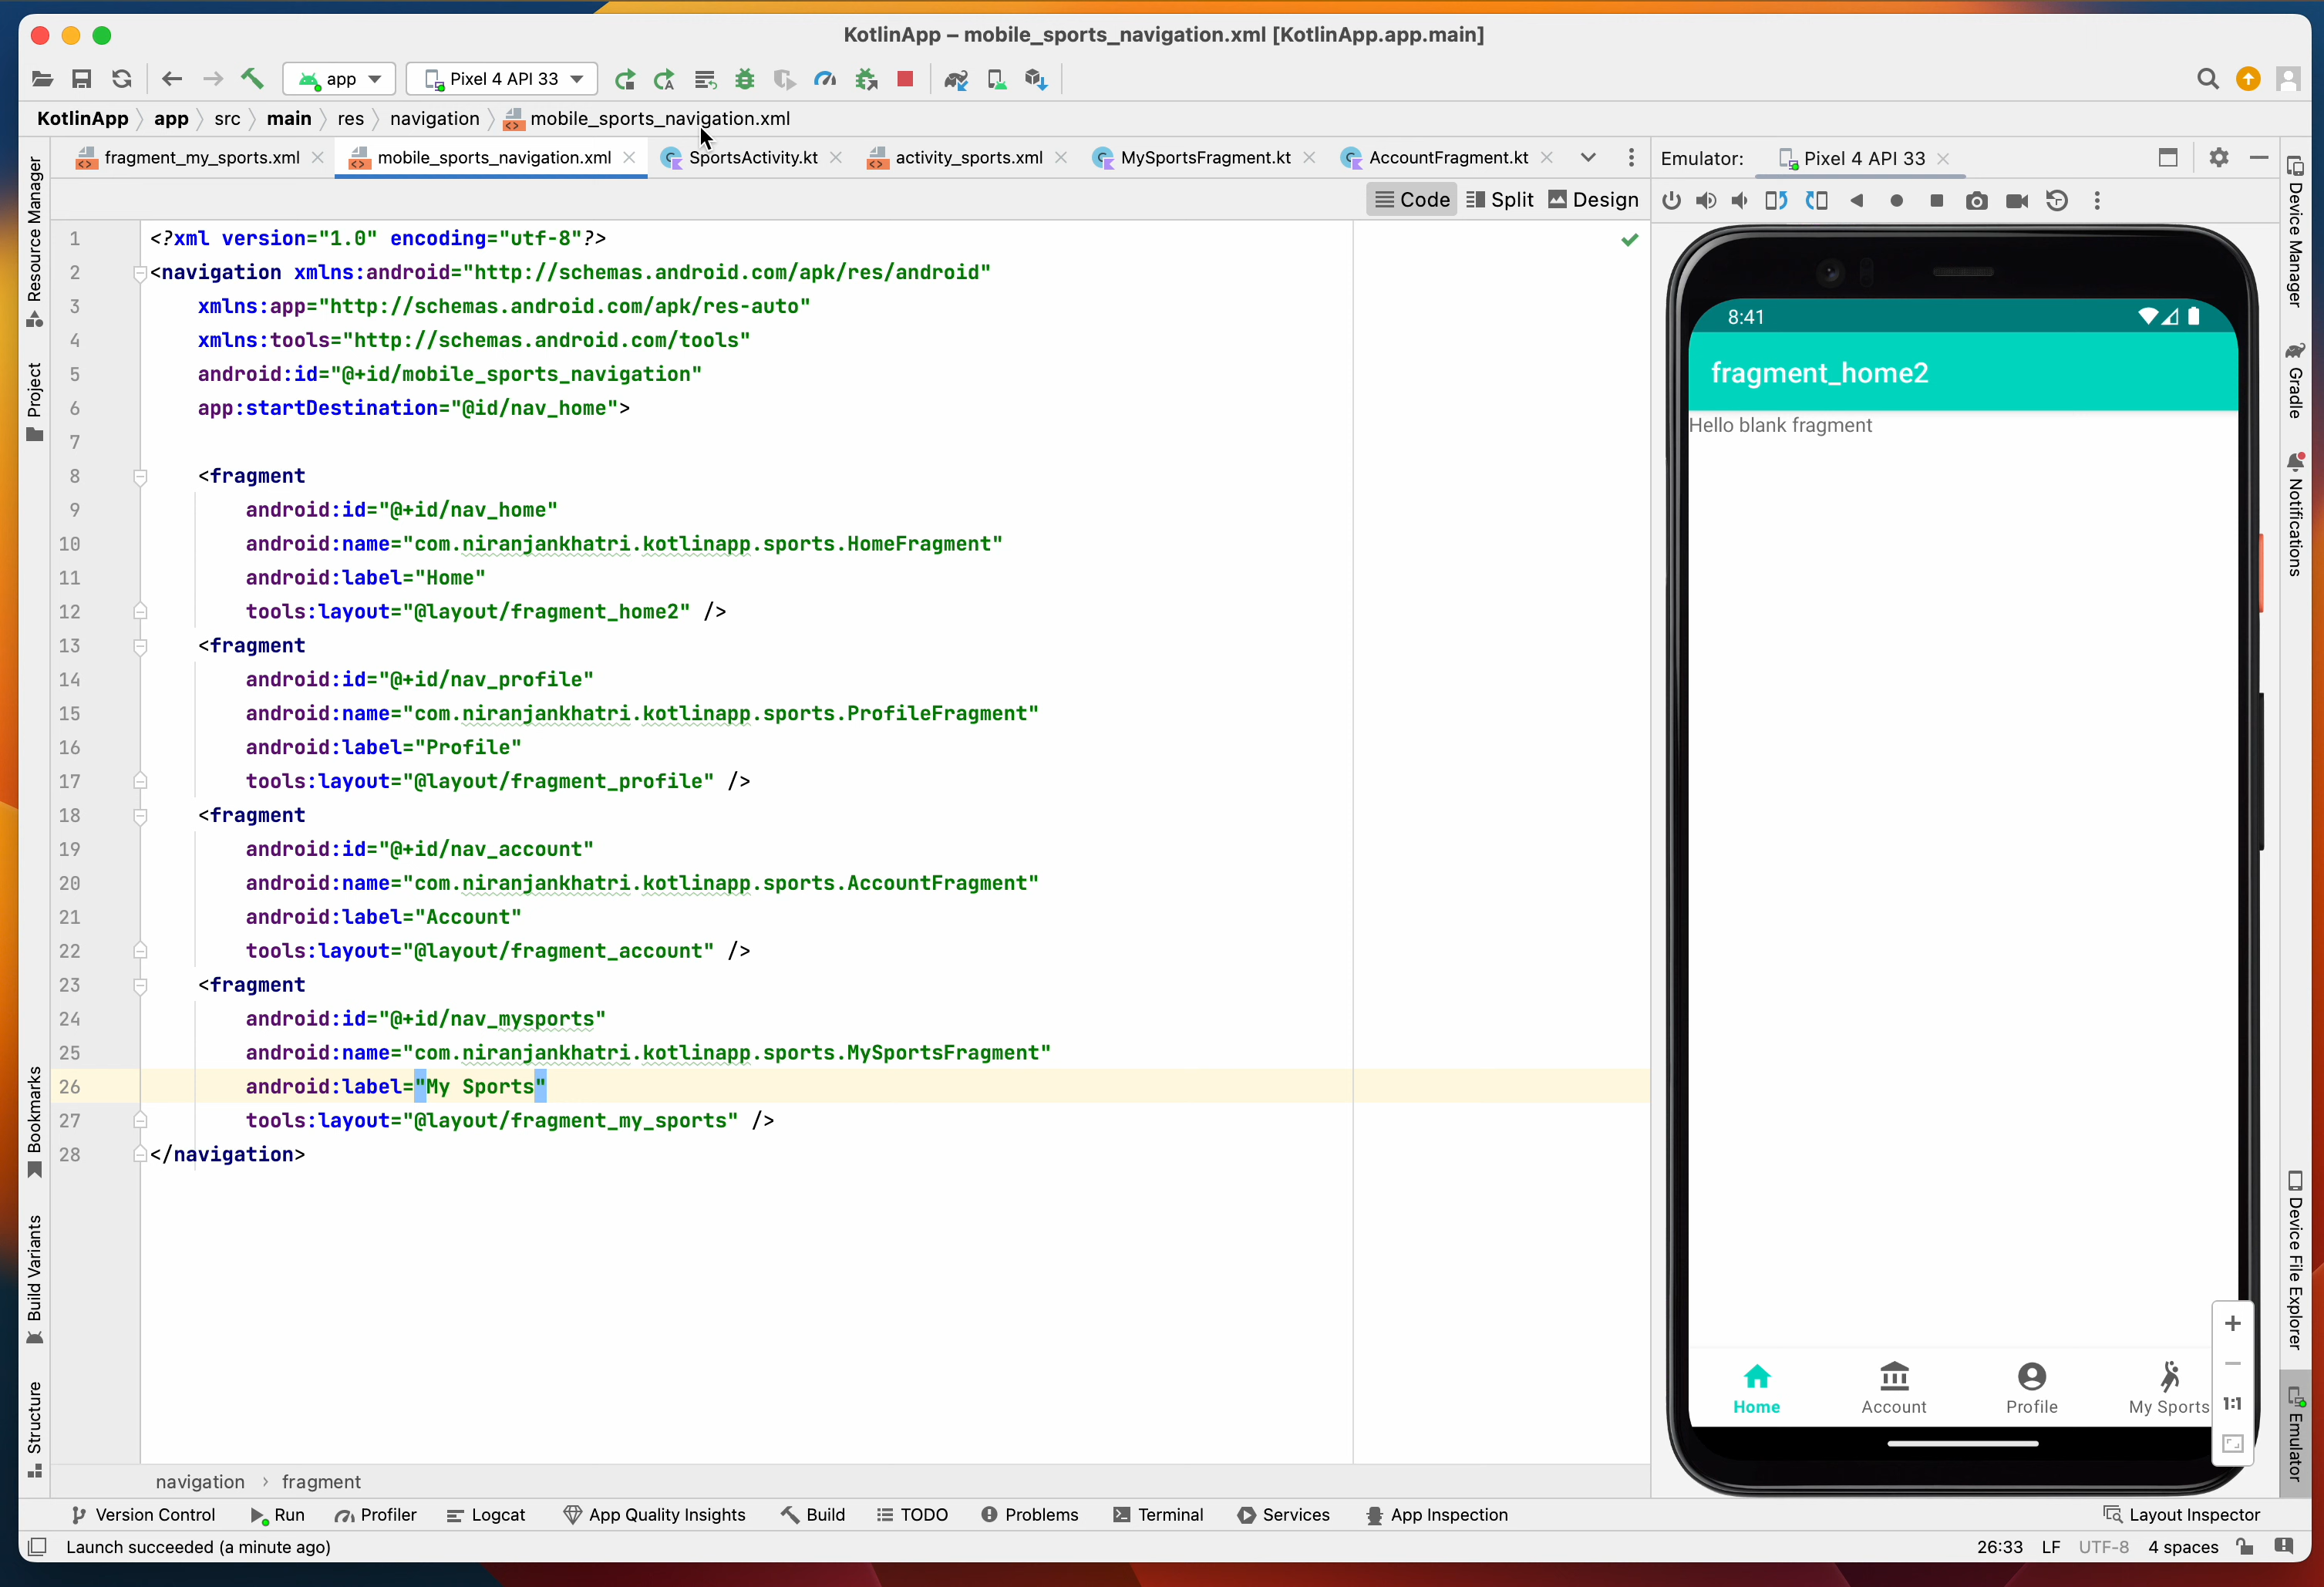 KotlinApp – mobile_sports_navigation.xml [KotlinApp.app.main]
app
Pixel 4 API 33
KotlinApp app src main res navigation mobile_sports_navigation.xml
fragment_my_sports.xml
mobile_sports_navigation.xml
SportsActivity.kt
activity_sports.xml
MySportsFragment.kt
AccountFragment.kt
Emulator:
Pixel 4 API 33
Code
Split
Design
Resource Manager
Project
Bookmarks
Build Variants
Structure
1 <?xml version="1.0" encoding="utf-8"?>
2 <navigation xmlns:android="http://schemas.android.com/apk/res/android"
3 xmlns:app="http://schemas.android.com/apk/res-auto"
4 xmlns:tools="http://schemas.android.com/tools"
5 android:id="@+id/mobile_sports_navigation"
6 app:startDestination="@id/nav_home">
7
8 <fragment
9 android:id="@+id/nav_home"
10 android:name="com.niranjankhatri.kotlinapp.sports.HomeFragment"
11 android:label="Home"
12 tools:layout="@layout/fragment_home2" />
13 <fragment
14 android:id="@+id/nav_profile"
15 android:name="com.niranjankhatri.kotlinapp.sports.ProfileFragment"
16 android:label="Profile"
17 tools:layout="@layout/fragment_profile" />
18 <fragment
19 android:id="@+id/nav_account"
20 android:name="com.niranjankhatri.kotlinapp.sports.AccountFragment"
21 android:label="Account"
22 tools:layout="@layout/fragment_account" />
23 <fragment
24 android:id="@+id/nav_mysports"
25 android:name="com.niranjankhatri.kotlinapp.sports.MySportsFragment"
26 android:label="My Sports"
27 tools:layout="@layout/fragment_my_sports" />
28 </navigation>
8:41
fragment_home2
Hello blank fragment
Home
Account
Profile
My Sports
+
−
1:1
Device Manager
Gradle
Notifications
Device File Explorer
Emulator
navigation › fragment
Version Control
Run
Profiler
Logcat
App Quality Insights
Build
TODO
Problems
Terminal
Services
App Inspection
Layout Inspector
Launch succeeded (a minute ago)
26:33 LF UTF-8 4 spaces